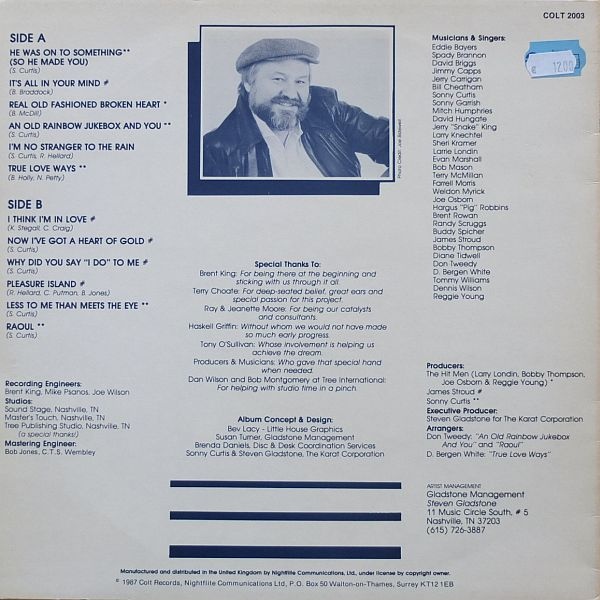 COLT 2003
SIDE A
HE WAS ON TO SOMETHING**
(SO HE MADE YOU)
(S. Curtis)
IT'S ALL IN YOUR MIND #
(B. Braddock)
REAL OLD FASHIONED BROKEN HEART *
(B. McDill)
AN OLD RAINBOW JUKEBOX AND YOU **
(S. Curtis)
I'M NO STRANGER TO THE RAIN
(S. Curtis, R. Hellard)
TRUE LOVE WAYS **
(B. Holly, N. Petty)
SIDE B
I THINK I'M IN LOVE #
(K. Stegall, C. Craig)
NOW I'VE GOT A HEART OF GOLD #
(S. Curtis)
WHY DID YOU SAY "I DO" TO ME #
(S. Curtis)
PLEASURE ISLAND #
(R. Hellard, C. Putman, B. Jones)
LESS TO ME THAN MEETS THE EYE **
(S. Curtis)
RAOUL **
(S. Curtis)
Recording Engineers:
Brent King, Mike Psanos, Joe Wilson
Studios:
Sound Stage, Nashville, TN
Master's Touch, Nashville, TN
Tree Publishing Studio, Nashville, TN
(a special thanks!)
Mastering Engineer:
Bob Jones, C.T.S. Wembley
Photo Credit: Joe
Special Thanks To:
Brent King: For being there at the beginning and
sticking with us through it all.
Terry Choate: For deep-seated belief, great ears and
special passion for this project.
Ray & Jeanette Moore: For being our catalysts
and consultants.
Haskell Griffin: Without whom we would not have made
so much early progress.
Tony O'Sullivan: Whose involvement is helping us
achieve the dream.
Producers & Musicians: Who gave that special hand
when needed.
Dan Wilson and Bob Montgomery at Tree International:
For helping with studio time in a pinch.
Album Concept & Design:
Bev Lacy - Little House Graphics
Susan Turner, Gladstone Management
Brenda Daniels, Disc & Desk Coordination Services
Sonny Curtis & Steven Gladstone, The Karat Corporation
Musicians & Singers:
Eddie Bayers
Spady Brannon
David Briggs
Jimmy Capps
Jerry Carrigan
Bill Cheatham
Sonny Curtis
Sonny Garrish
Mitch Humphries
David Hungate
Jerry "Snake" King
Larry Knechtel
Sheri Kramer
Larrie Londin
Evan Marshall
Bob Mason
Terry McMillan
Farrell Morris
Weldon Myrick
Joe Osborn
Hargus "Pig" Robbins
Brent Rowan
Randy Scruggs
Buddy Spicher
James Stroud
Bobby Thompson
Diane Tidwell
Don Tweedy
D. Bergen White
Tommy Williams
Dennis Wilson
Reggie Young
1200
Producers:
The Hit Men (Larry Londin, Bobby Thompson,
Joe Osborn & Reggie Young) *
James Stroud #
Sonny Curtis **
Executive Producer:
Steven Gladstone for The Karat Corporation
Arrangers:
Don Tweedy: "An Old Rainbow Jukebox
And You" and "Raoul"
D. Bergen White: "True Love Ways"
ARTIST MANAGEMENT
Gladstone Management
Steven Gladstone
11 Music Circle South, # 5
Nashville, TN 37203
(615) 726-3887
Manufactured and distributed in the United Kingdom by Nightflite Communications, Ltd., under license by copyright owner.
© 1987 Colt Records, Nightflite Communications Ltd, P.O. Box 50 Walton-on-Thames, Surrey KT12 1EB